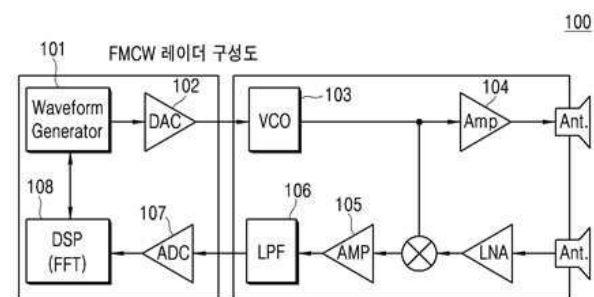 100
101
FMCW 레이더 구성도
102
103
104
Waveform
Generator
DAC
VCO
Amp
Ant.
108
107
106
105
DSP
(FFT)
ADC
LPF
AMP
LNA
Ant.